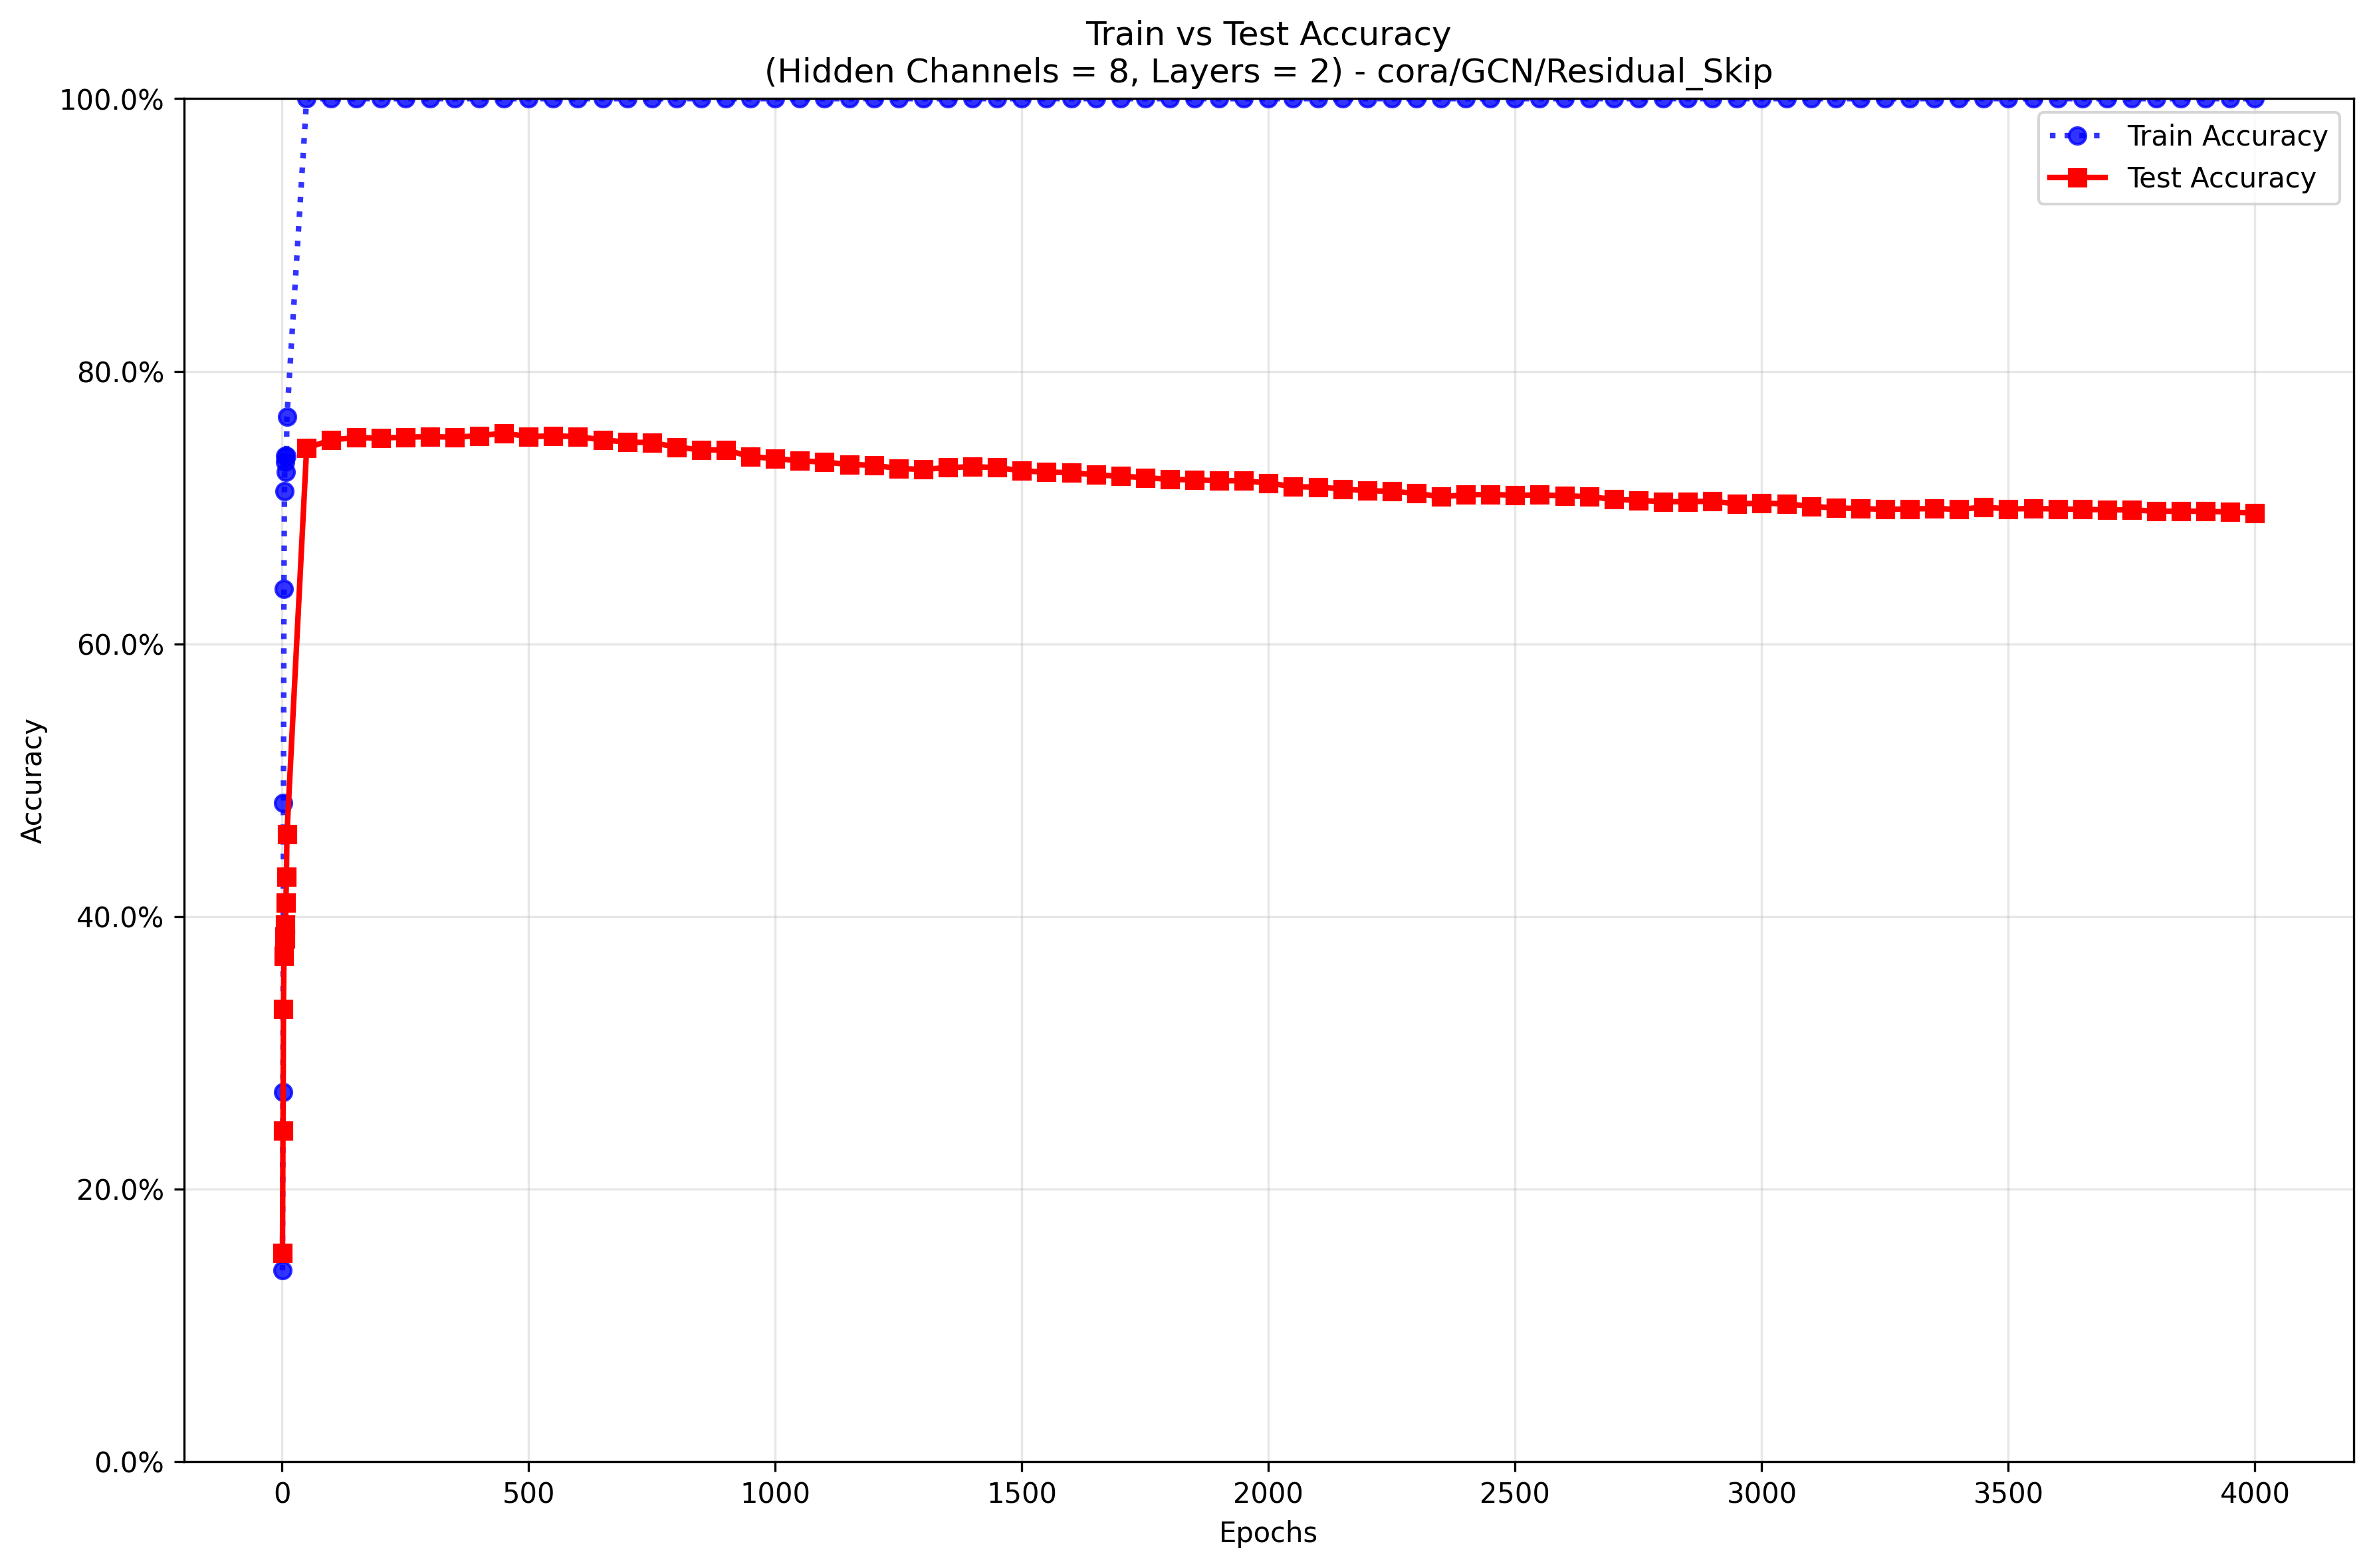 Train vs Test Accuracy
(Hidden Channels = 8, Layers = 2) - cora/GCN/Residual_Skip
100.0%
80.0%
60.0%
40.0%
20.0%
0.0%
Accuracy
Train Accuracy
Test Accuracy
0 500 1000 1500 2000 2500 3000 3500 4000
Epochs